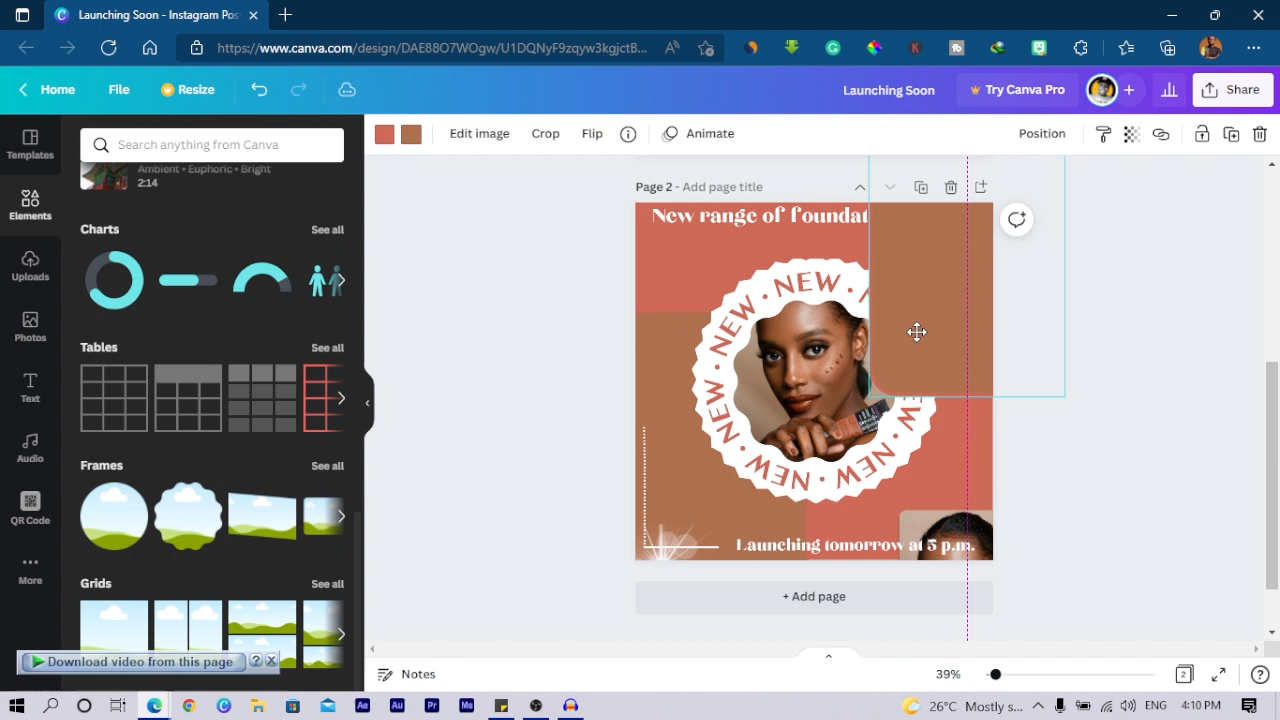 Launching Soon - Instagram Pos
https://www.canva.com/design/DAE88O7WOgw/U1DQNyF9zqyw3kgjctB...
Home
File
Resize
Launching Soon
Try Canva Pro
Share
Templates
Elements
Uploads
Photos
Text
Audio
QR Code
More
Search anything from Canva
Ambient • Euphoric • Bright
2:14
Charts
See all
Tables
See all
Frames
See all
Grids
See all
Download video from this page
Edit image
Crop
Flip
Animate
Position
Page 2 - Add page title
New range of foundat
NEW • NEW • NEW • NEW • NEW • NEW
Launching tomorrow at 5 p.m.
+ Add page
Notes
39%
2
26°C Mostly s...
ENG
4:10 PM